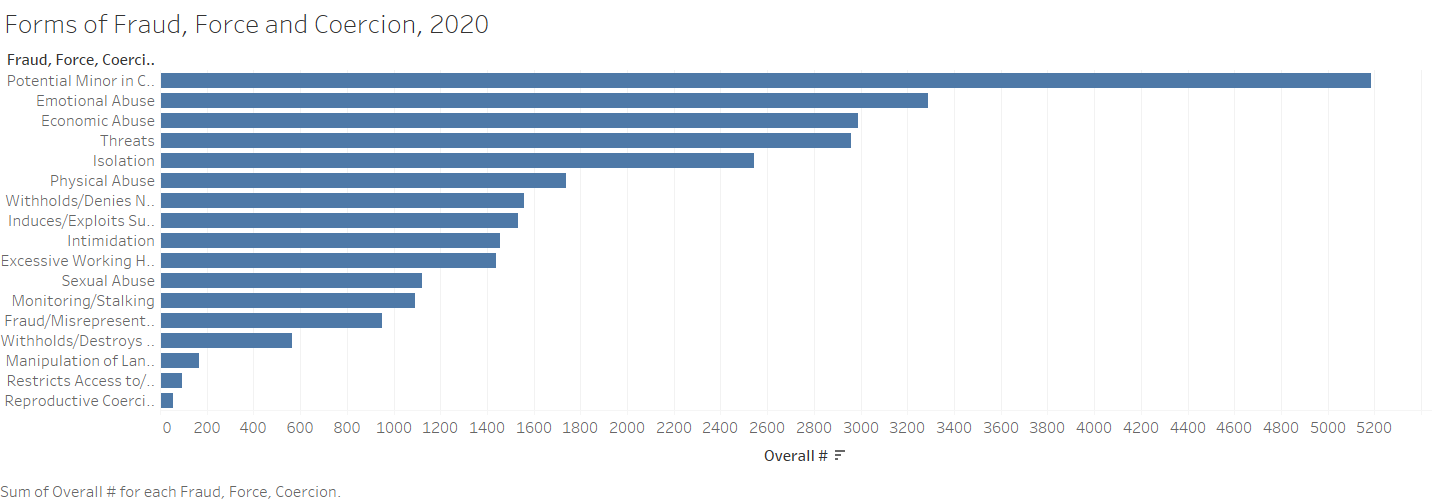 Forms of Fraud, Force and Coercion, 2020
Fraud, Force, Coerci..
Potential Minor in C..
Emotional Abuse
Economic Abuse
Threats
Isolation
Physical Abuse
Withholds/Denies N..
Induces/Exploits Su..
Intimidation
Excessive Working H..
Sexual Abuse
Monitoring/Stalking
Fraud/Misrepresent..
Withholds/Destroys ..
Manipulation of Lan..
Restricts Access to/..
Reproductive Coerci..
0 200 400 600 800 1000 1200 1400 1600 1800 2000 2200 2400 2600 2800 3000 3200 3400 3600 3800 4000 4200 4400 4600 4800 5000 5200
Overall #
Sum of Overall # for each Fraud, Force, Coercion.